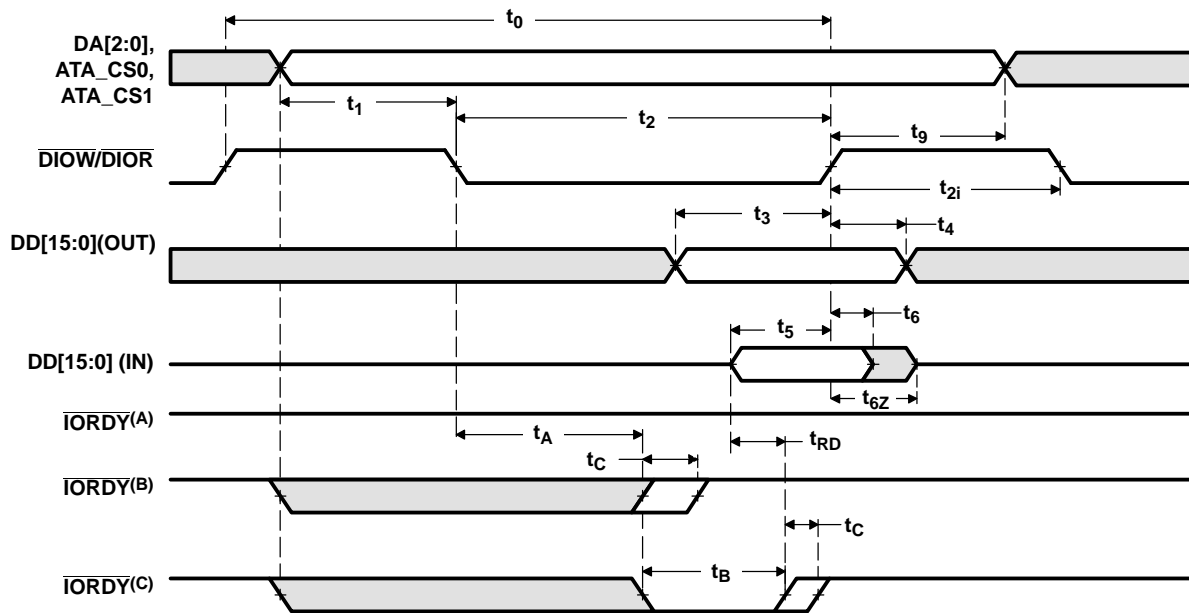 t0
DA[2:0],
ATA_CS0,
ATA_CS1
t1
t2
t9
DIOW/DIOR
t2i
t3
t4
DD[15:0](OUT)
t6
t5
DD[15:0] (IN)
t6Z
IORDY(A)
tA
tRD
tC
IORDY(B)
tC
tB
IORDY(C)